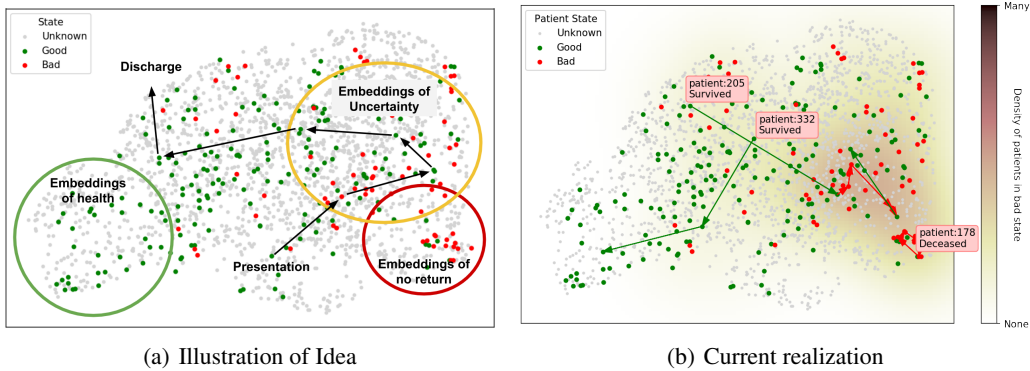 State
Unknown
Good
Bad
Discharge
Embeddings of
Uncertainty
Embeddings
of health
Presentation
Embeddings of
no return
(a) Illustration of Idea
Patient State
Unknown
Good
Bad
patient:205
Survived
patient:332
Survived
patient:178
Deceased
Many
Density of patients in bad state
None
(b) Current realization